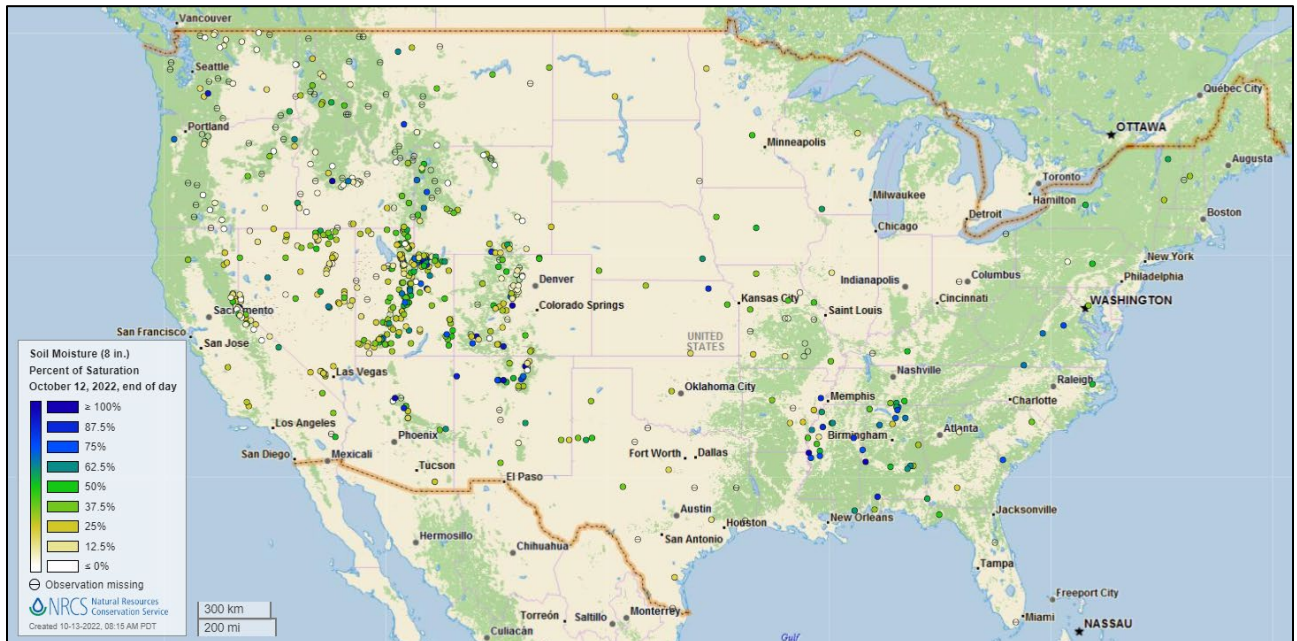 Vancouver
Seattle
Portland
Sacramento
San Francisco
San Jose
Las Vegas
Los Angeles
San Diego
Mexicali
Phoenix
Tucson
El Paso
Hermosillo
Chihuahua
Torreón
Saltillo
Monterrey
Culiacán
Denver
Colorado Springs
UNITED
STATES
Kansas City
Oklahoma City
Fort Worth
Dallas
Austin
San Antonio
Houston
Minneapolis
Milwaukee
Chicago
Detroit
Indianapolis
Columbus
Cincinnati
Saint Louis
Nashville
Memphis
Birmingham
Atlanta
Charlotte
Raleigh
New Orleans
Jacksonville
Tampa
Miami
Freeport City
NASSAU
Gulf
Québec City
OTTAWA
Toronto
Hamilton
Augusta
Boston
New York
Philadelphia
WASHINGTON
Soil Moisture (8 in.)
Percent of Saturation
October 12, 2022, end of day
≥ 100%
87.5%
75%
62.5%
50%
37.5%
25%
12.5%
≤ 0%
Observation missing
NRCS Natural Resources
Conservation Service
Created 10-13-2022, 08:15 AM PDT
300 km
200 mi